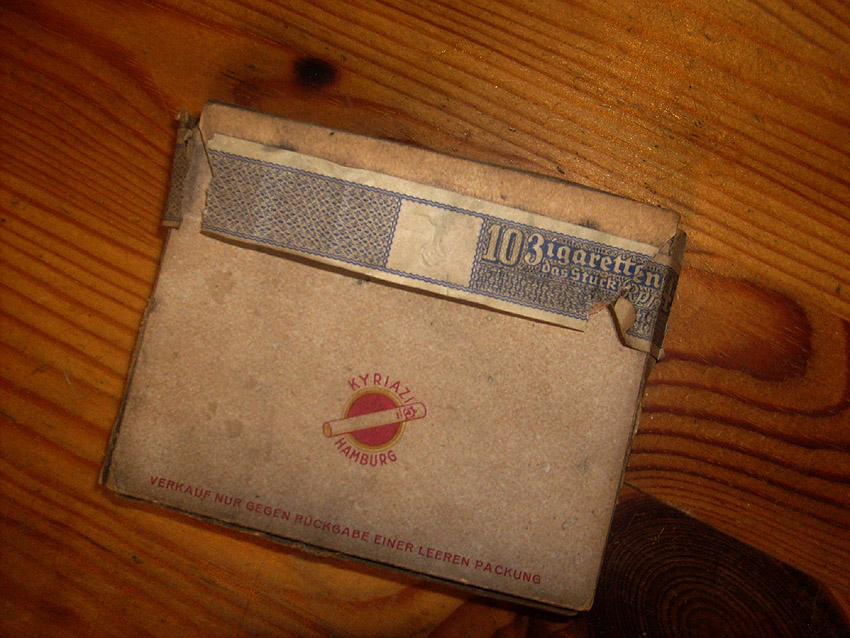 10 Zigaretten
das Stück
KYRIAZI
HAMBURG
VERKAUF NUR GEGEN RÜCKGABE EINER LEEREN PACKUNG